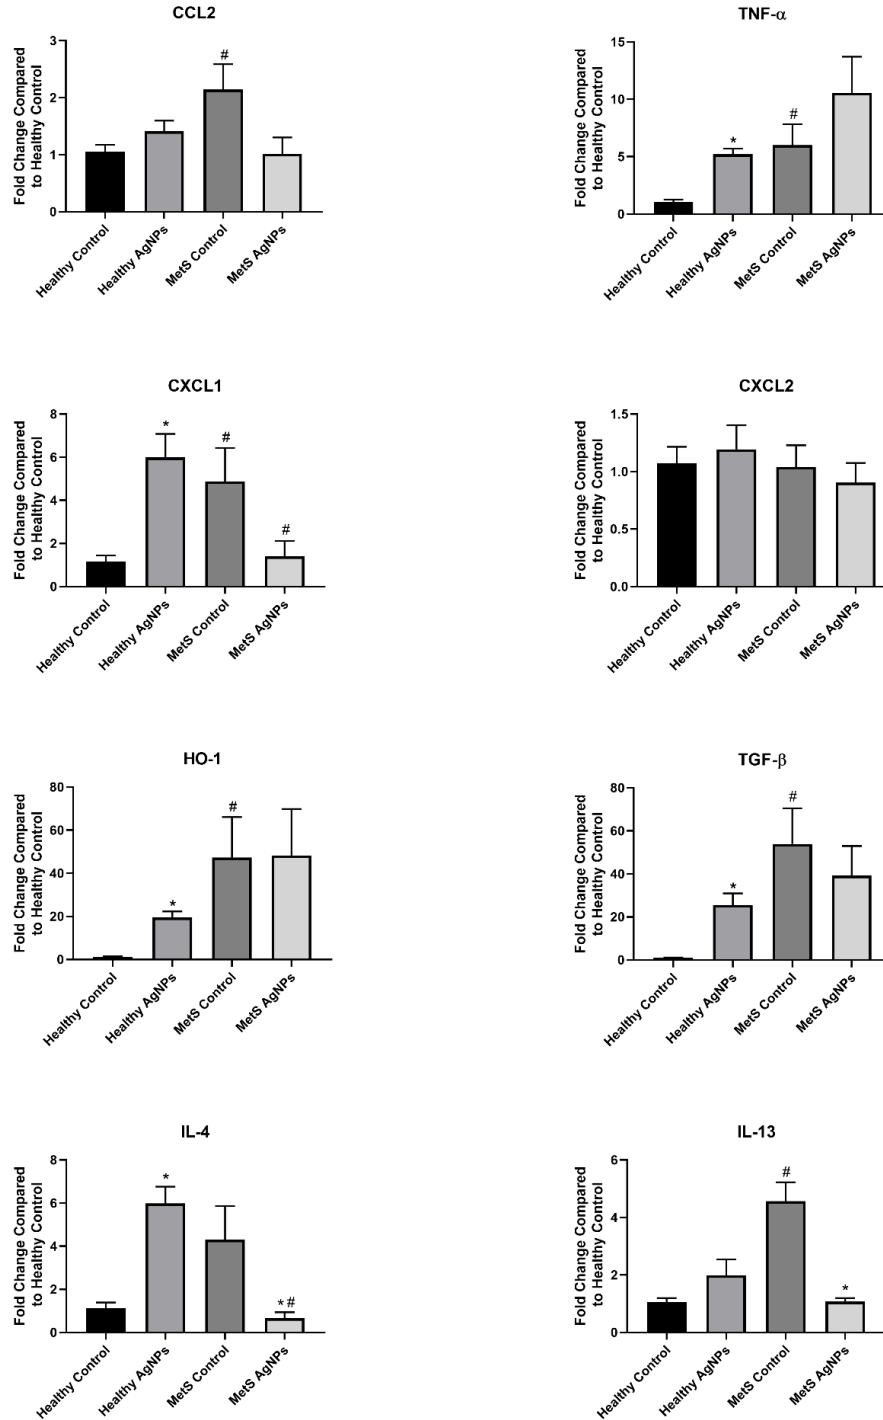 CCL2
Fold Change Compared
to Healthy Control
3
2
1
0
#
Healthy Control
Healthy AgNPs
MetS Control
MetS AgNPs
TNF-α
Fold Change Compared
to Healthy Control
15
10
5
0
*
#
Healthy Control
Healthy AgNPs
MetS Control
MetS AgNPs
CXCL1
Fold Change Compared
to Healthy Control
8
6
4
2
0
*
#
#
Healthy Control
Healthy AgNPs
MetS Control
MetS AgNPs
CXCL2
Fold Change Compared
to Healthy Control
1.5
1.0
0.5
0.0
Healthy Control
Healthy AgNPs
MetS Control
MetS AgNPs
HO-1
Fold Change Compared
to Healthy Control
80
60
40
20
0
*
#
Healthy Control
Healthy AgNPs
MetS Control
MetS AgNPs
TGF-β
Fold Change Compared
to Healthy Control
80
60
40
20
0
*
#
Healthy Control
Healthy AgNPs
MetS Control
MetS AgNPs
IL-4
Fold Change Compared
to Healthy Control
8
6
4
2
0
*
* #
Healthy Control
Healthy AgNPs
MetS Control
MetS AgNPs
IL-13
Fold Change Compared
to Healthy Control
6
4
2
0
#
*
Healthy Control
Healthy AgNPs
MetS Control
MetS AgNPs